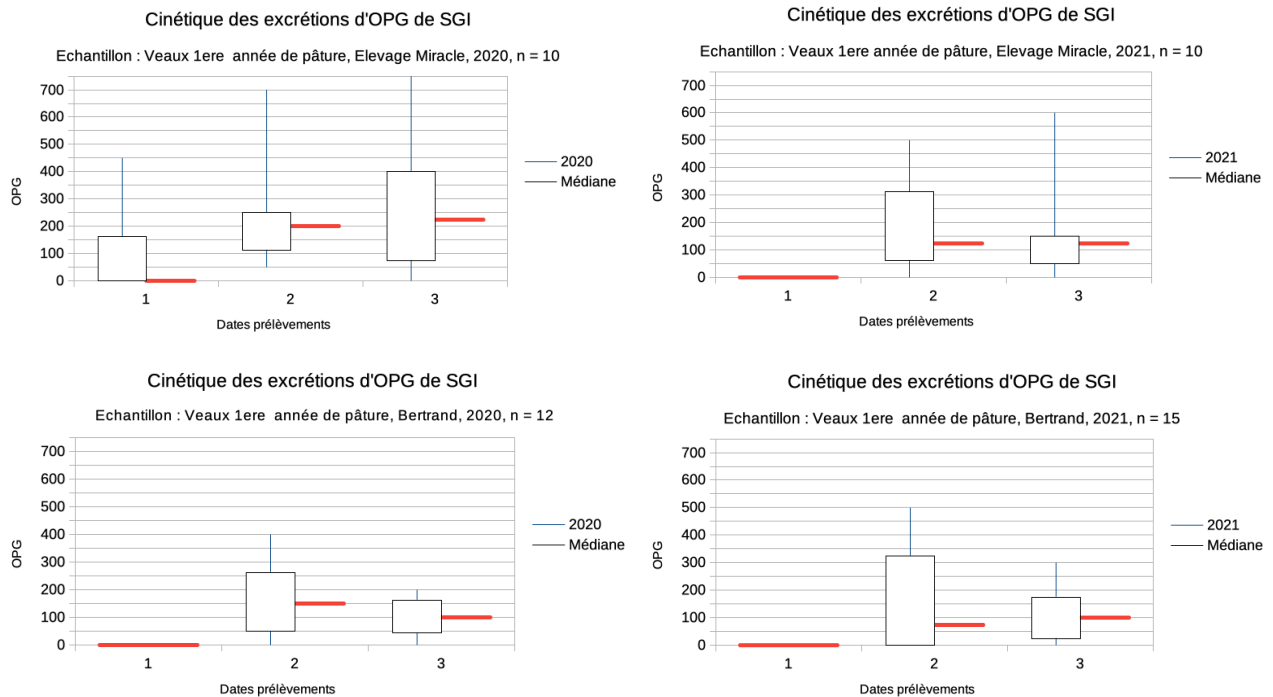 Cinétique des excrétions d'OPG de SGI
Echantillon : Veaux 1ere année de pâture, Elevage Miracle, 2020, n = 10
700
600
500
400
300
200
100
0
OPG
1 2 3
Dates prélèvements
2020
Médiane
Cinétique des excrétions d'OPG de SGI
Echantillon : Veaux 1ere année de pâture, Elevage Miracle, 2021, n = 10
700
600
500
400
300
200
100
0
OPG
1 2 3
Dates prélèvements
2021
Médiane
Cinétique des excrétions d'OPG de SGI
Echantillon : Veaux 1ere année de pâture, Bertrand, 2020, n = 12
700
600
500
400
300
200
100
0
OPG
1 2 3
Dates prélèvements
2020
Médiane
Cinétique des excrétions d'OPG de SGI
Echantillon : Veaux 1ere année de pâture, Bertrand, 2021, n = 15
700
600
500
400
300
200
100
0
OPG
1 2 3
Dates prélèvements
2021
Médiane